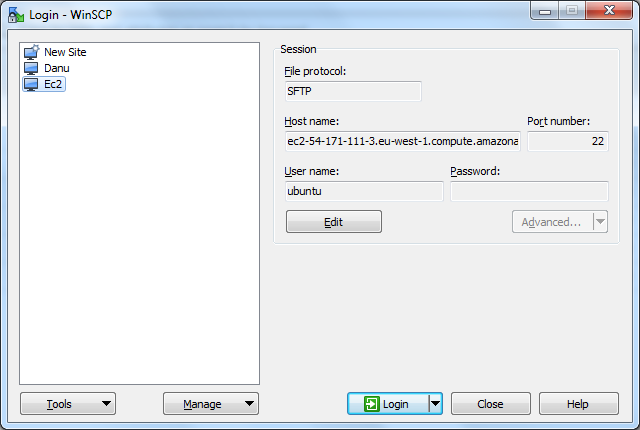 Login - WinSCP
New Site
Danu
Ec2
Session
File protocol:
SFTP
Host name:
Port number:
ec2-54-171-111-3.eu-west-1.compute.amazona
22
User name:
Password:
ubuntu
Edit
Advanced...
Tools
Manage
Login
Close
Help